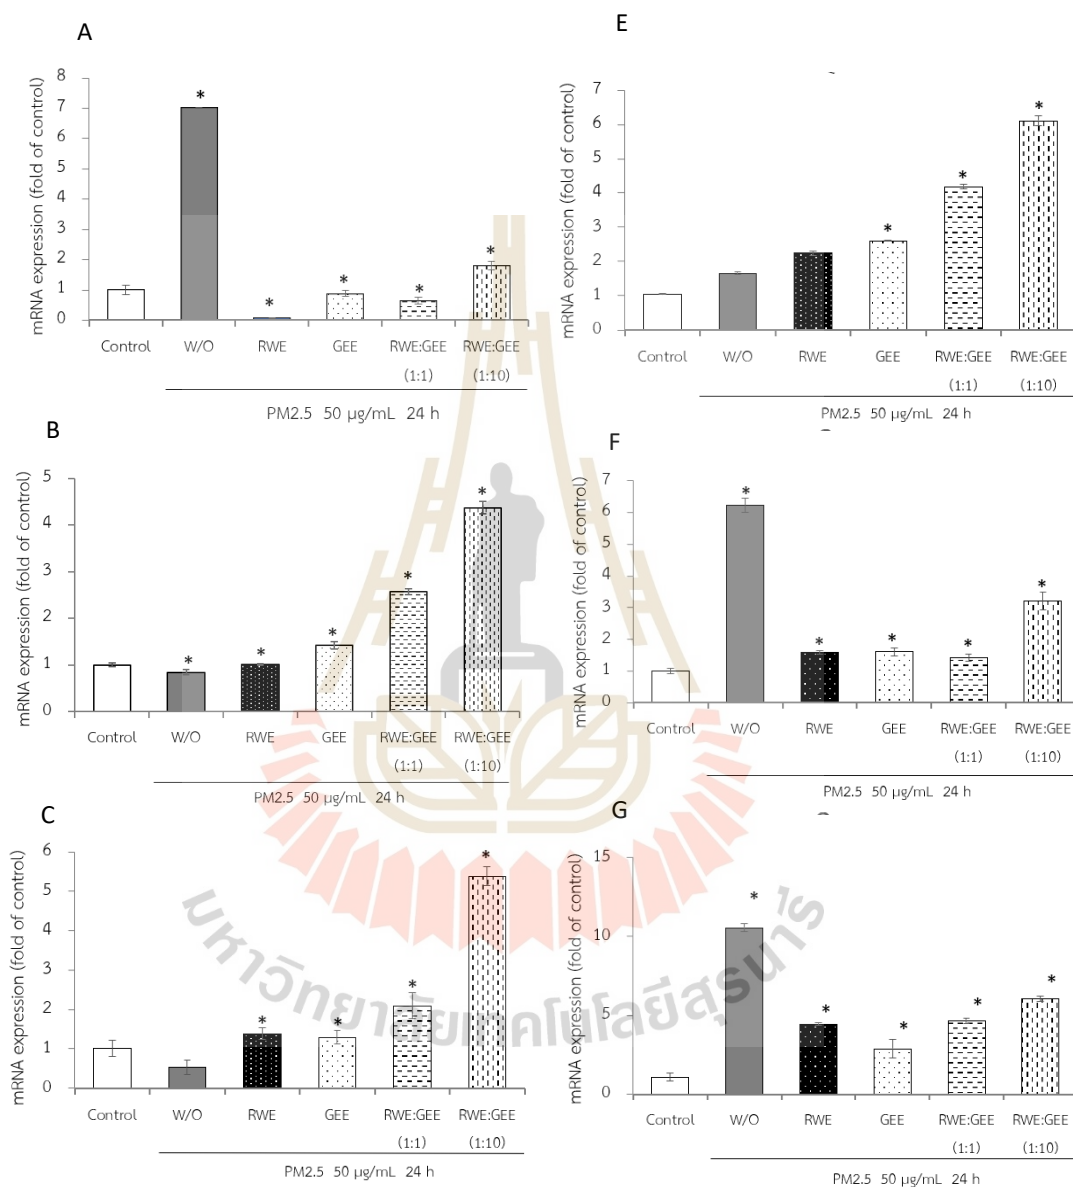 A
mRNA expression (fold of control)
8
7
6
5
4
3
2
1
0
*
*
*
*
*
Control
W/O
RWE
GEE
RWE:GEE
(1:1)
RWE:GEE
(1:10)
PM2.5 50 µg/mL 24 h
B
mRNA expression (fold of control)
5
4
3
2
1
0
*
*
*
*
*
Control
W/O
RWE
GEE
RWE:GEE
(1:1)
RWE:GEE
(1:10)
PM2.5 50 µg/mL 24 h
C
mRNA expression (fold of control)
6
5
4
3
2
1
0
*
*
*
*
Control
W/O
RWE
GEE
RWE:GEE
(1:1)
RWE:GEE
(1:10)
PM2.5 50 µg/mL 24 h
E
mRNA expression (fold of control)
7
6
5
4
3
2
1
0
*
*
*
Control
W/O
RWE
GEE
RWE:GEE
(1:1)
RWE:GEE
(1:10)
PM2.5 50 µg/mL 24 h
F
mRNA expression (fold of control)
7
6
5
4
3
2
1
0
*
*
*
*
*
Control
W/O
RWE
GEE
RWE:GEE
(1:1)
RWE:GEE
(1:10)
PM2.5 50 µg/mL 24 h
G
mRNA expression (fold of control)
15
10
5
0
*
*
*
*
*
Control
W/O
RWE
GEE
RWE:GEE
(1:1)
RWE:GEE
(1:10)
PM2.5 50 µg/mL 24 h
มหาวิทยาลัยเทคโนโลยีสุรนารี